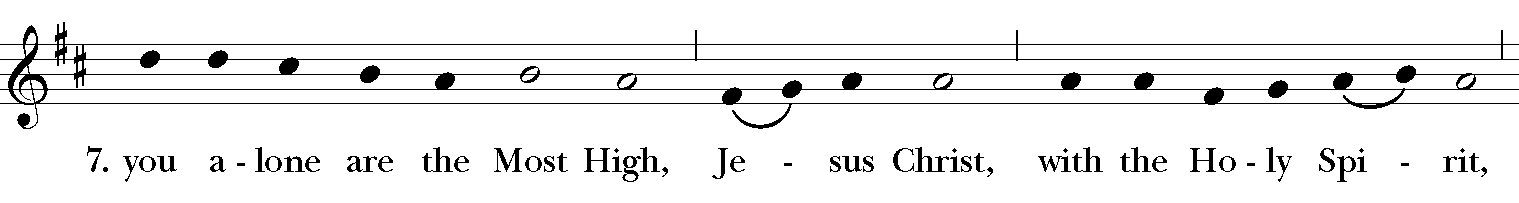 7. you a - lone are the Most High, Je - sus Christ, with the Ho - ly Spi - rit,